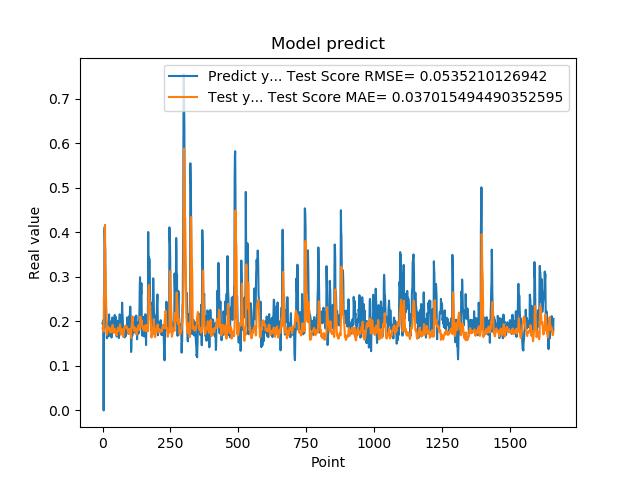 Model predict
Predict y... Test Score RMSE= 0.0535210126942
Test y... Test Score MAE= 0.037015494490352595
Real value
0.7
0.6
0.5
0.4
0.3
0.2
0.1
0.0
0 250 500 750 1000 1250 1500
Point